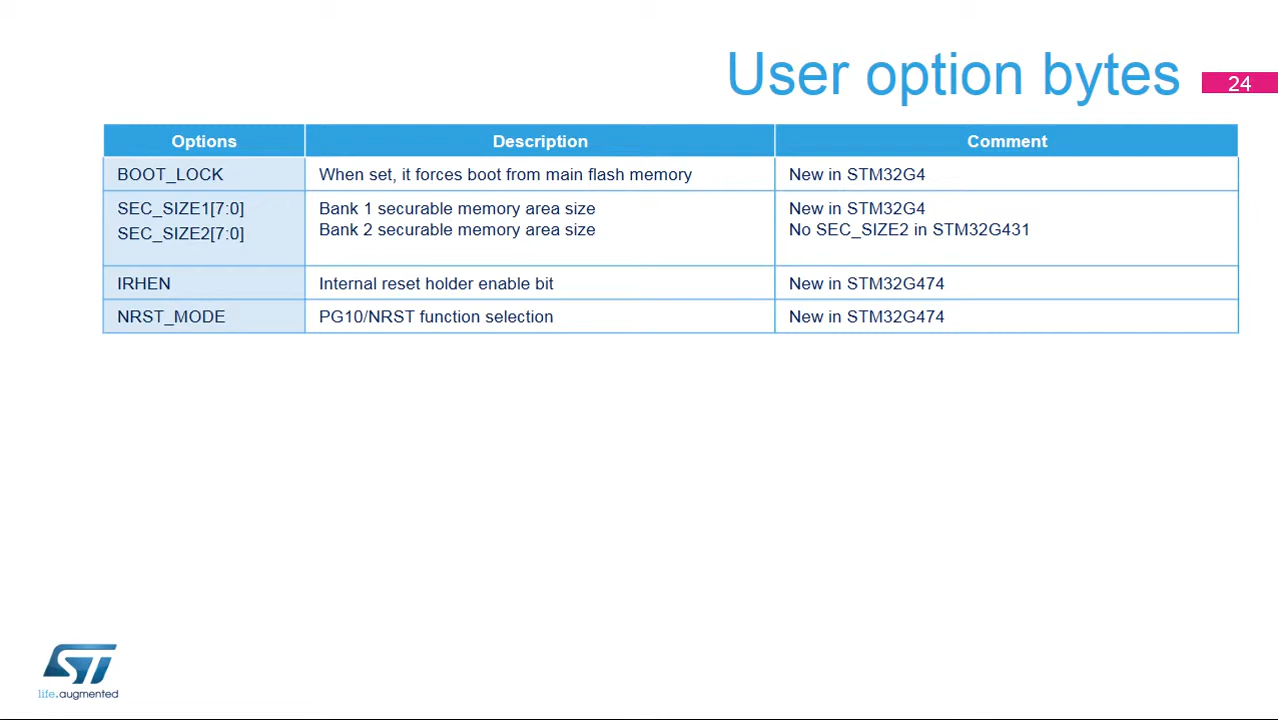 User option bytes
24
Options Description Comment
BOOT_LOCK When set, it forces boot from main flash memory New in STM32G4
SEC_SIZE1[7:0] Bank 1 securable memory area size New in STM32G4
SEC_SIZE2[7:0] Bank 2 securable memory area size No SEC_SIZE2 in STM32G431
IRHEN Internal reset holder enable bit New in STM32G474
NRST_MODE PG10/NRST function selection New in STM32G474
ST
life.augmented